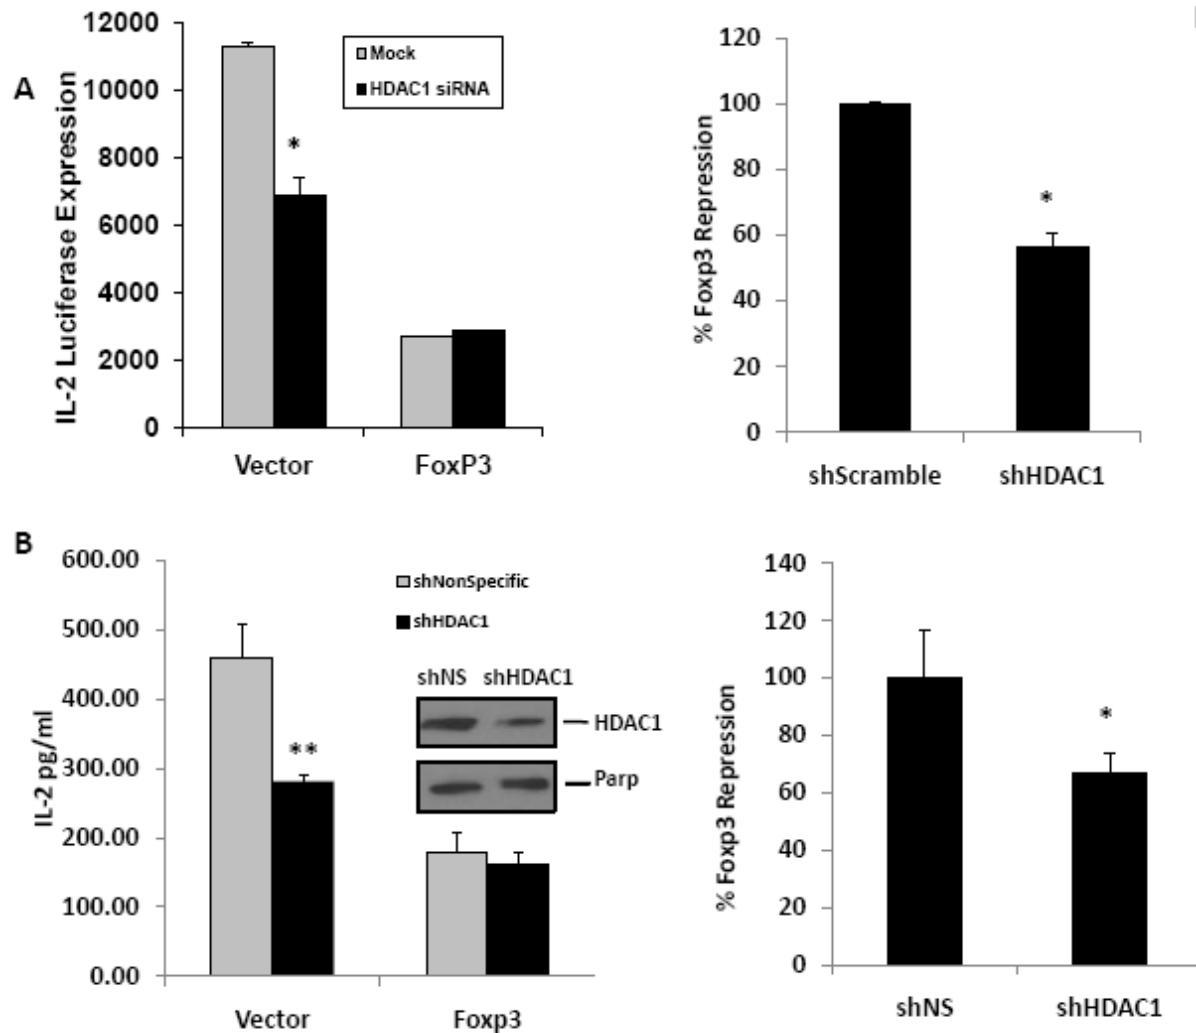 A
IL-2 Luciferase Expression
12000
10000
8000
6000
4000
2000
0
Mock
HDAC1 siRNA
*
Vector
FoxP3
% Foxp3 Repression
120
100
80
60
40
20
0
*
shScramble
shHDAC1
B
IL-2 pg/ml
600.00
500.00
400.00
300.00
200.00
100.00
0.00
shNonSpecific
shHDAC1
shNS shHDAC1
HDAC1
Parp
**
Vector
Foxp3
% Foxp3 Repression
140
120
100
80
60
40
20
0
*
shNS
shHDAC1